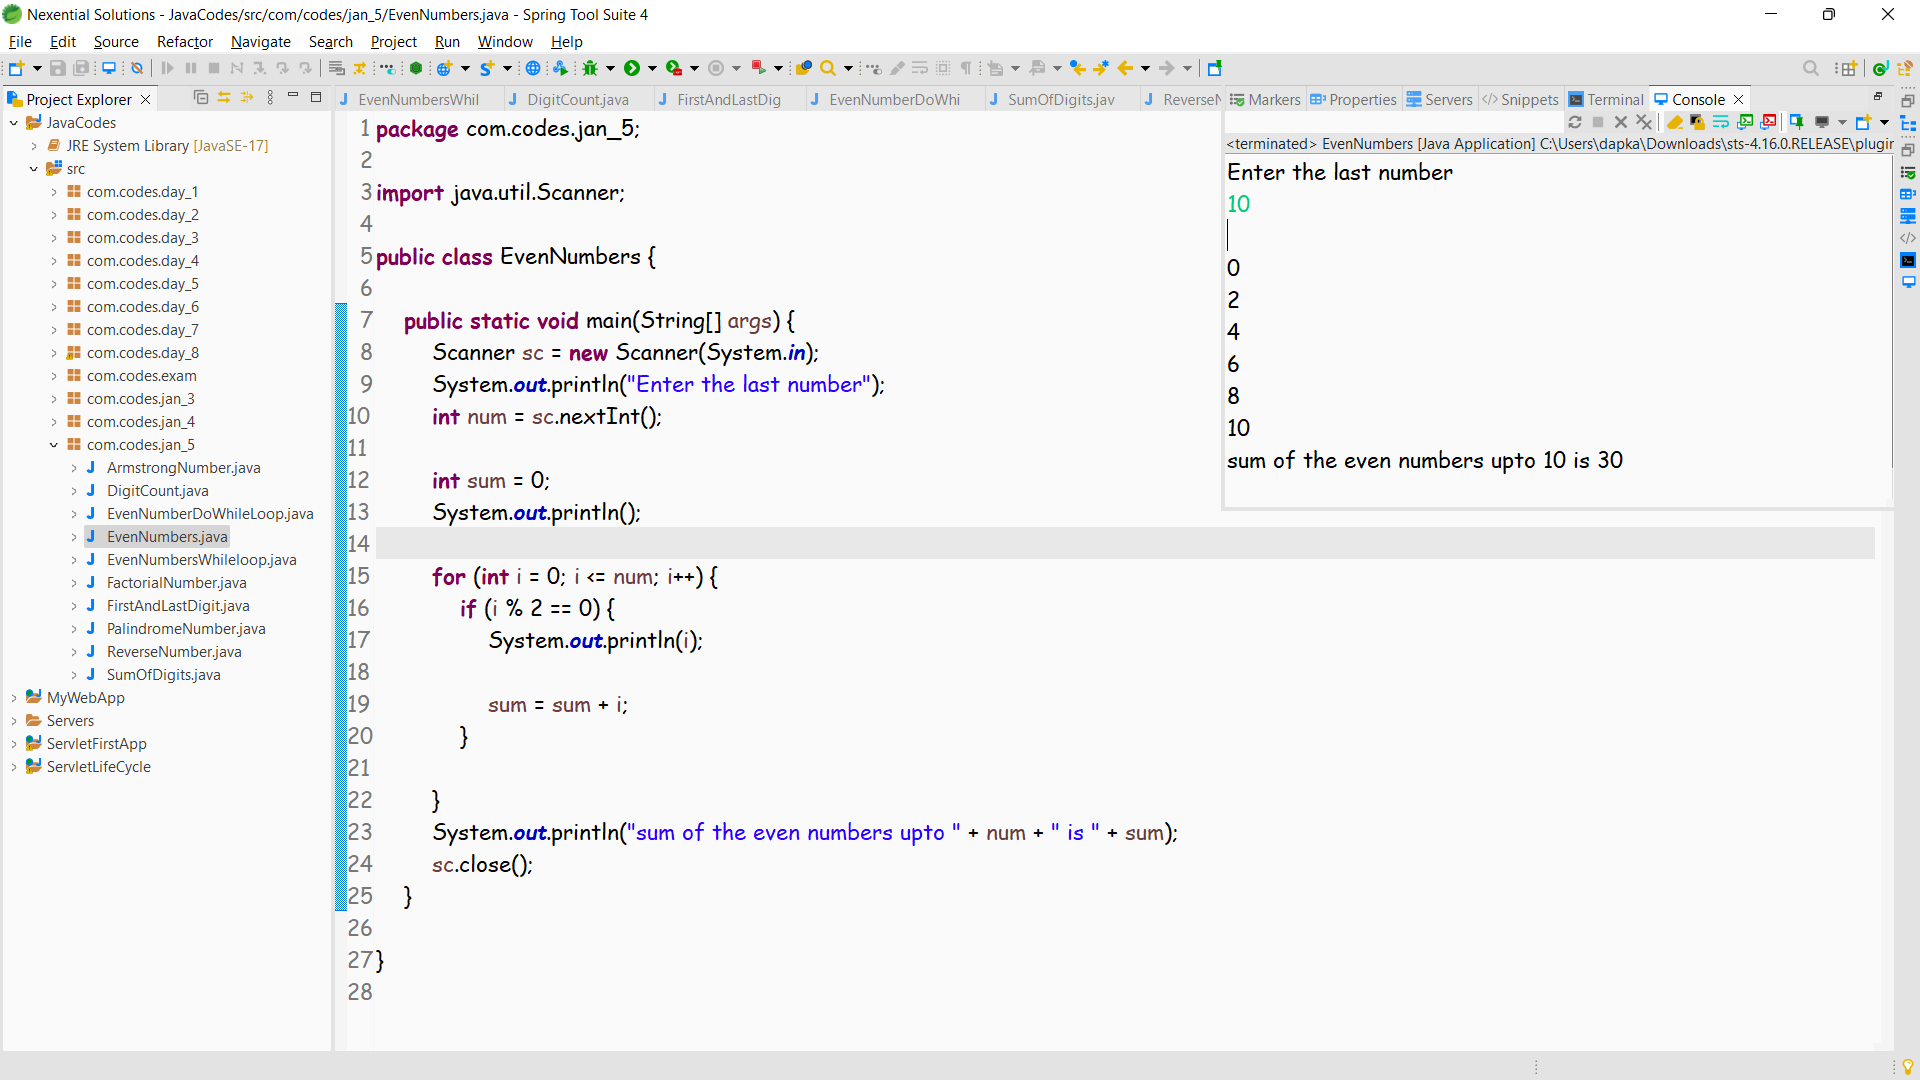 Nexential Solutions - JavaCodes/src/com/codes/jan_5/EvenNumbers.java - Spring Tool Suite 4
File Edit Source Refactor Navigate Search Project Run Window Help
Project Explorer
JavaCodes
JRE System Library [JavaSE-17]
src
com.codes.day_1
com.codes.day_2
com.codes.day_3
com.codes.day_4
com.codes.day_5
com.codes.day_6
com.codes.day_7
com.codes.day_8
com.codes.exam
com.codes.jan_3
com.codes.jan_4
com.codes.jan_5
ArmstrongNumber.java
DigitCount.java
EvenNumberDoWhileLoop.java
EvenNumbers.java
EvenNumbersWhileloop.java
FactorialNumber.java
FirstAndLastDigit.java
PalindromeNumber.java
ReverseNumber.java
SumOfDigits.java
MyWebApp
Servers
ServletFirstApp
ServletLifeCycle
EvenNumbersWhil DigitCount.java FirstAndLastDig EvenNumberDoWhi SumOfDigits.jav ReverseN
1 package com.codes.jan_5;
2
3 import java.util.Scanner;
4
5 public class EvenNumbers {
6
7 public static void main(String[] args) {
8 Scanner sc = new Scanner(System.in);
9 System.out.println("Enter the last number");
10 int num = sc.nextInt();
11
12 int sum = 0;
13 System.out.println();
14
15 for (int i = 0; i <= num; i++) {
16 if (i % 2 == 0) {
17 System.out.println(i);
18
19 sum = sum + i;
20 }
21
22 }
23 System.out.println("sum of the even numbers upto " + num + " is " + sum);
24 sc.close();
25 }
26
27 }
28
Markers Properties Servers Snippets Terminal Console
<terminated> EvenNumbers [Java Application] C:\Users\dapka\Downloads\sts-4.16.0.RELEASE\plugin
Enter the last number
10
0
2
4
6
8
10
sum of the even numbers upto 10 is 30